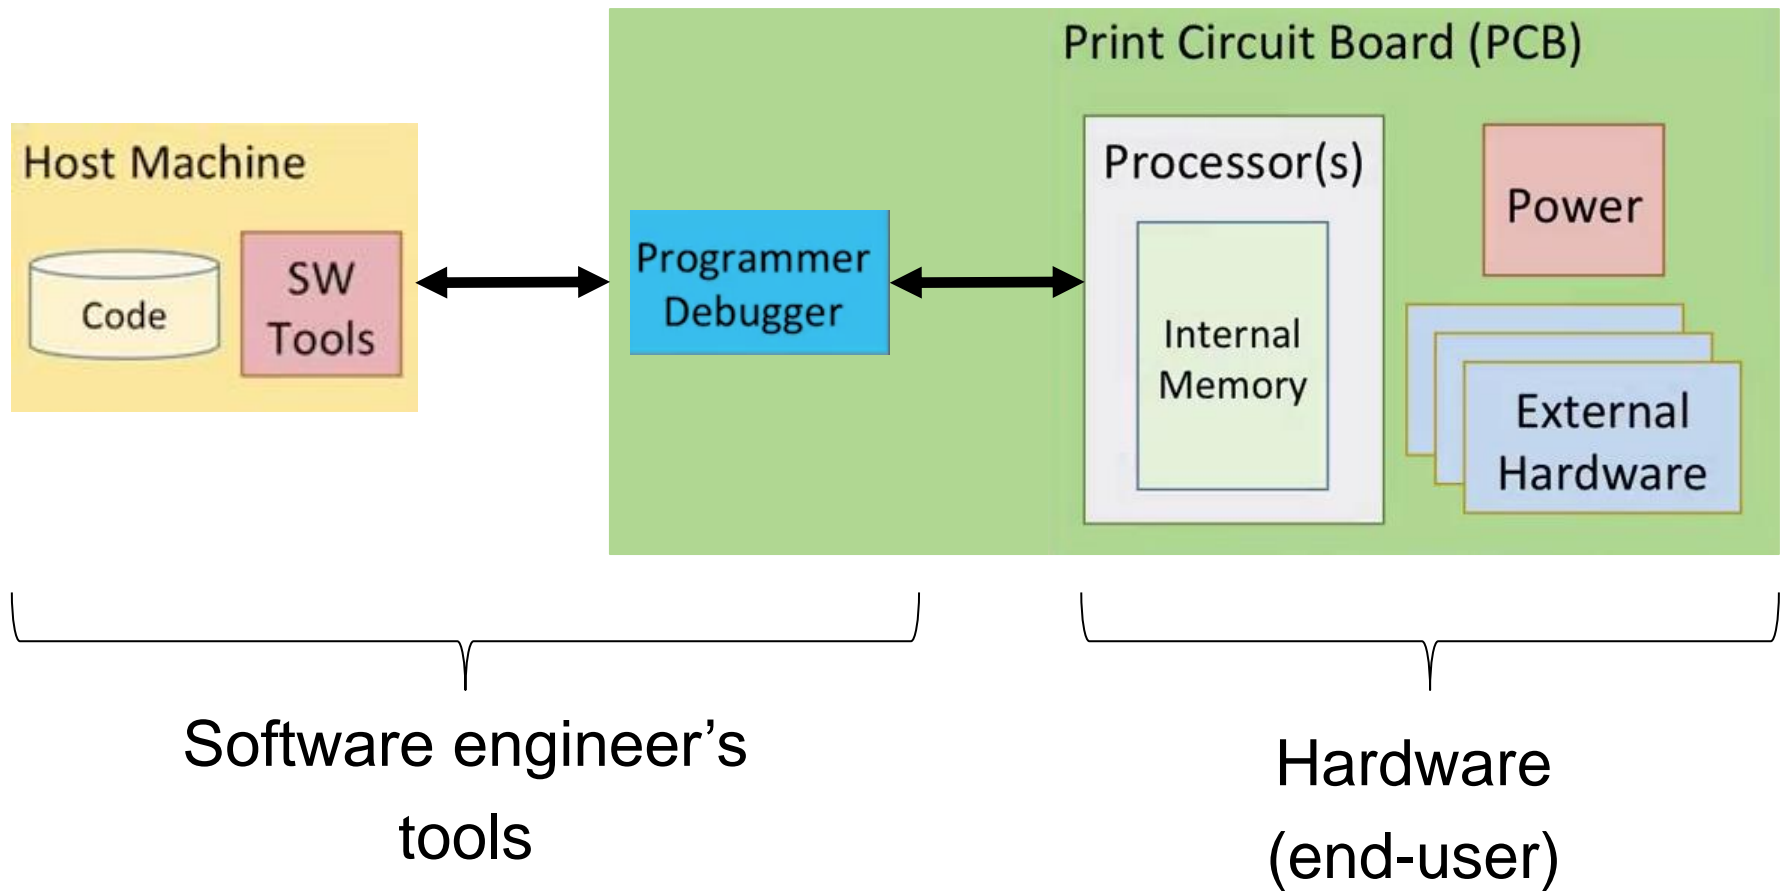 Print Circuit Board (PCB)
Host Machine
Code
SW
Tools
Programmer
Debugger
Processor(s)
Internal
Memory
Power
External
Hardware
Software engineer’s
tools
Hardware
(end-user)